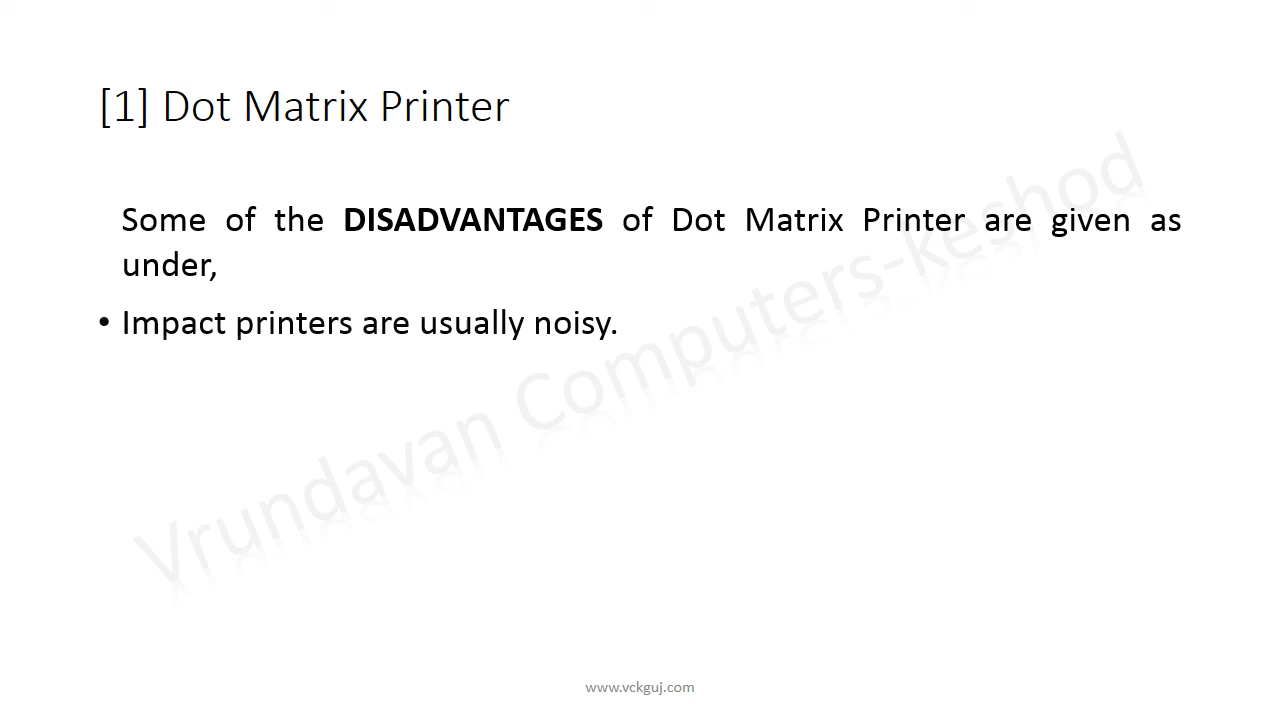 [1] Dot Matrix Printer
Some of the DISADVANTAGES of Dot Matrix Printer are given as
under,
• Impact printers are usually noisy.
Vrundavan Computers-keshod
www.vckguj.com